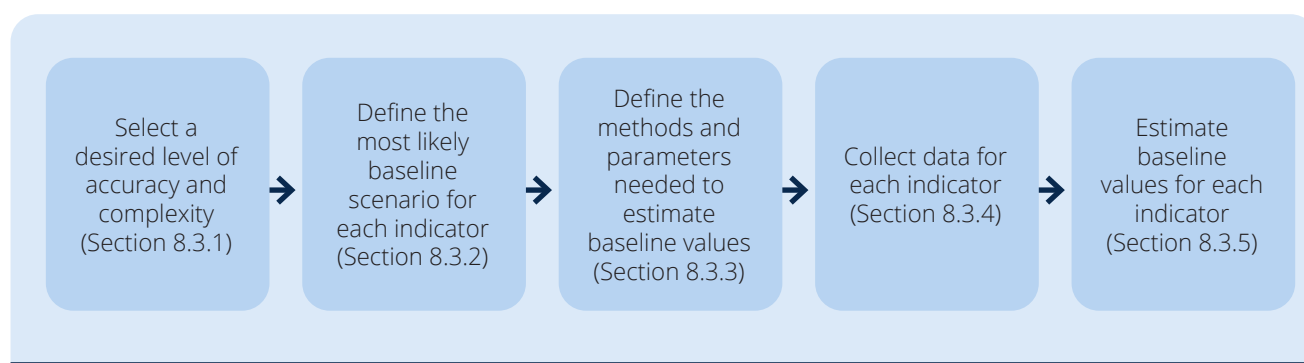 Select a
desired level of
accuracy and
complexity
(Section 8.3.1)
Define the
most likely
baseline
scenario for
each indicator
(Section 8.3.2)
Define the
methods and
parameters
needed to
estimate
baseline values
(Section 8.3.3)
Collect data for
each indicator
(Section 8.3.4)
Estimate
baseline
values for each
indicator
(Section 8.3.5)